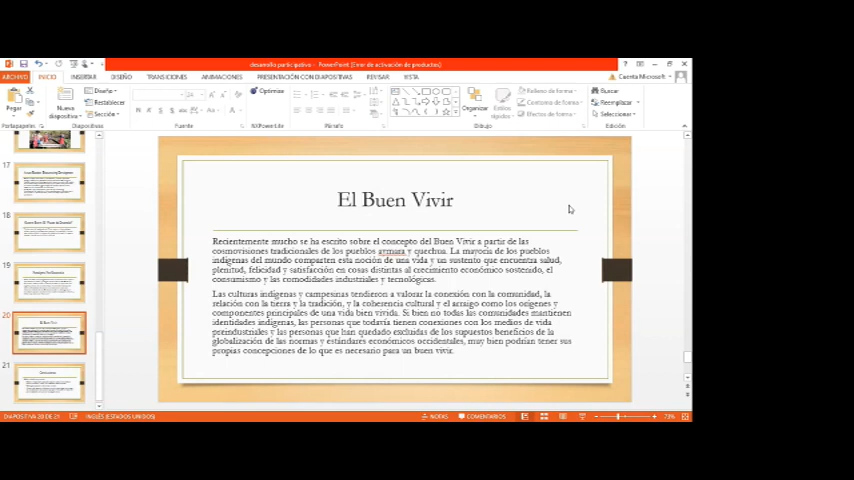 desarrollo participativo - PowerPoint (Error de activación de productos)
ARCHIVO INICIO INSERTAR DISEÑO TRANSICIONES ANIMACIONES PRESENTACIÓN CON DIAPOSITIVAS REVISAR VISTA Cuenta Microsoft
Pegar
Nueva diapositiva
Diseño
Restablecer
Sección
Optimise
Organizar
Estilos rápidos
Relleno de forma
Contorno de forma
Efectos de forma
Buscar
Reemplazar
Seleccionar
Portapapeles Diapositivas Fuente NXPowerLite Párrafo Dibujo Edición
17
18
19
20
21
El Buen Vivir
Recientemente mucho se ha escrito sobre el concepto del Buen Vivir a partir de las
cosmovisiones tradicionales de los pueblos aymara y quechua. La mayoría de los pueblos
indígenas del mundo comparten esta noción de una vida y un sustento que encuentra salud,
plenitud, felicidad y satisfacción en cosas distintas al crecimiento económico sostenido, el
consumismo y las comodidades industriales y tecnológicas.
Las culturas indígenas y campesinas tendieron a valorar la conexión con la comunidad, la
relación con la tierra y la tradición, y la coherencia cultural y el arraigo como los orígenes y
componentes principales de una vida bien vivida. Si bien no todas las comunidades mantienen
identidades indígenas, las personas que todavía tienen conexiones con los medios de vida
preindustriales y las personas que han quedado excluidas de los supuestos beneficios de la
globalización de las normas y estándares económicos occidentales, muy bien podrían tener sus
propias concepciones de lo que es necesario para un buen vivir.
DIAPOSITIVA 20 DE 21 INGLÉS (ESTADOS UNIDOS) NOTAS COMENTARIOS 73%